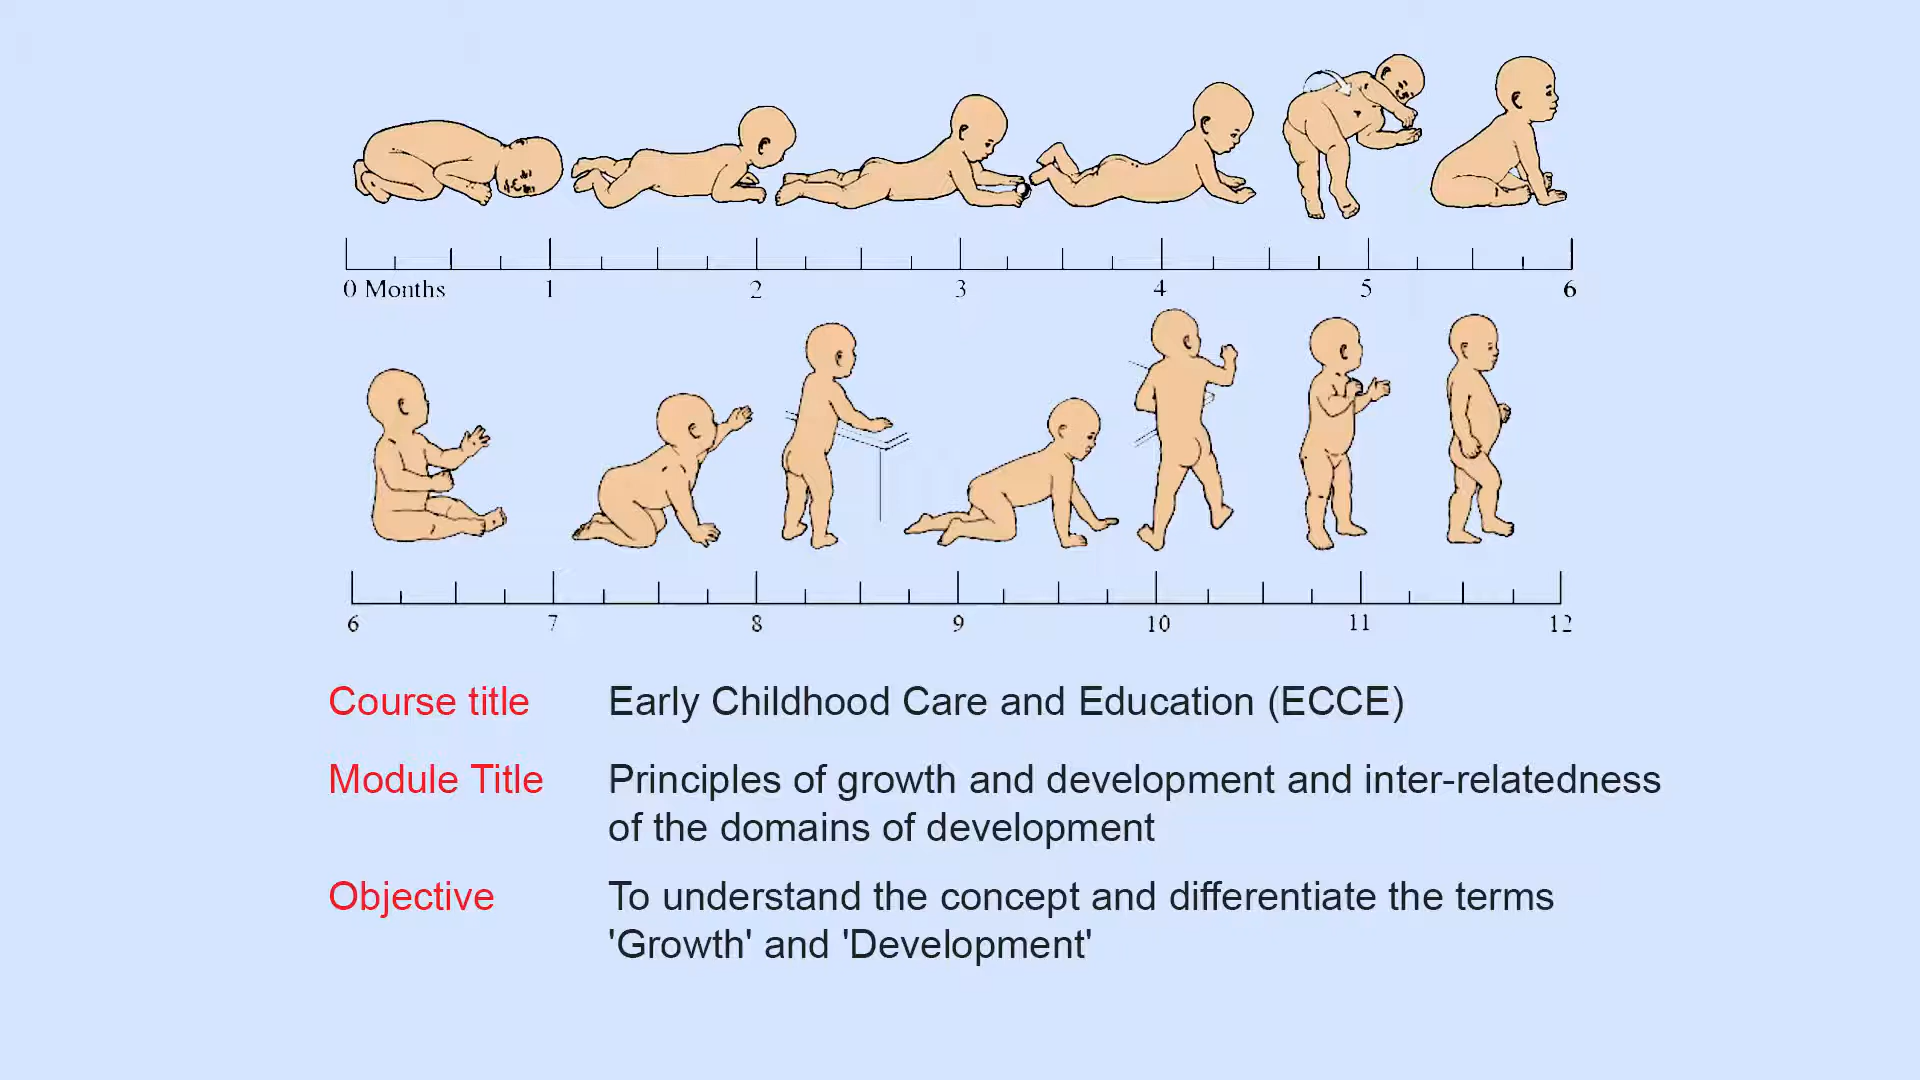 0 Months 1 2 3 4 5 6
6 7 8 9 10 11 12
Course title Early Childhood Care and Education (ECCE)
Module Title Principles of growth and development and inter-relatedness
of the domains of development
Objective To understand the concept and differentiate the terms
'Growth' and 'Development'